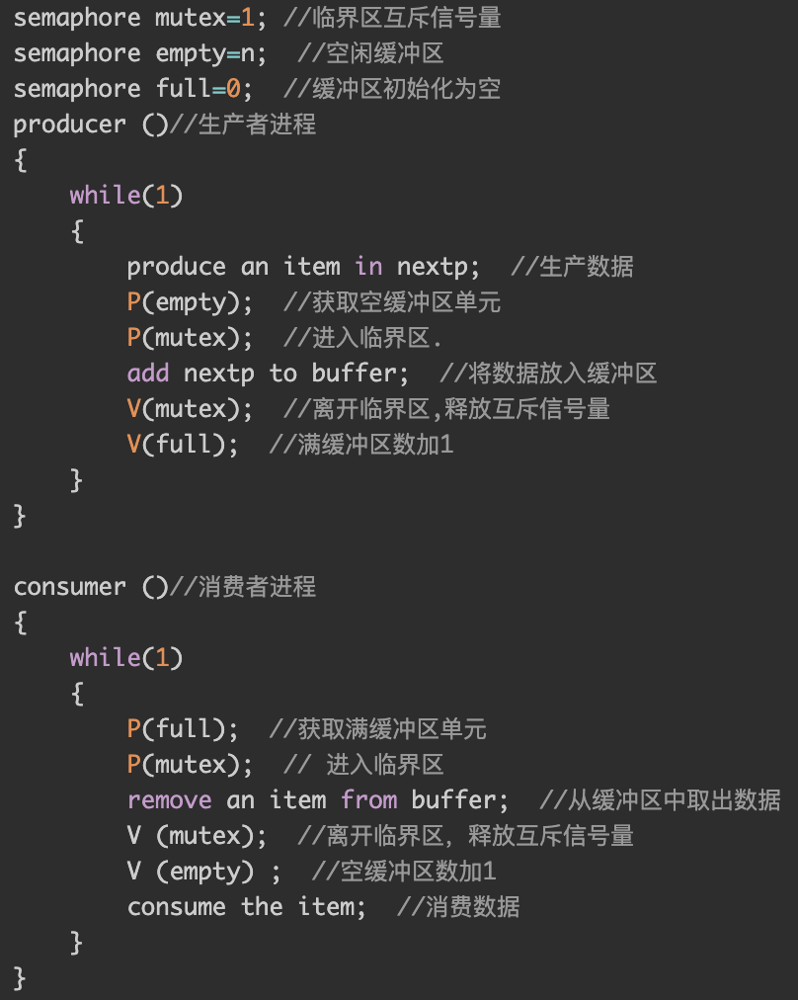 semaphore mutex=1; //临界区互斥信号量
semaphore empty=n;  //空闲缓冲区
semaphore full=0;  //缓冲区初始化为空
producer ()//生产者进程
{
    while(1)
    {
        produce an item in nextp;  //生产数据
        P(empty);  //获取空缓冲区单元
        P(mutex);  //进入临界区.
        add nextp to buffer;  //将数据放入缓冲区
        V(mutex);  //离开临界区,释放互斥信号量
        V(full);  //满缓冲区数加1
    }
}

consumer ()//消费者进程
{
    while(1)
    {
        P(full);  //获取满缓冲区单元
        P(mutex);  // 进入临界区
        remove an item from buffer;  //从缓冲区中取出数据
        V (mutex);  //离开临界区，释放互斥信号量
        V (empty) ;  //空缓冲区数加1
        consume the item;  //消费数据
    }
}